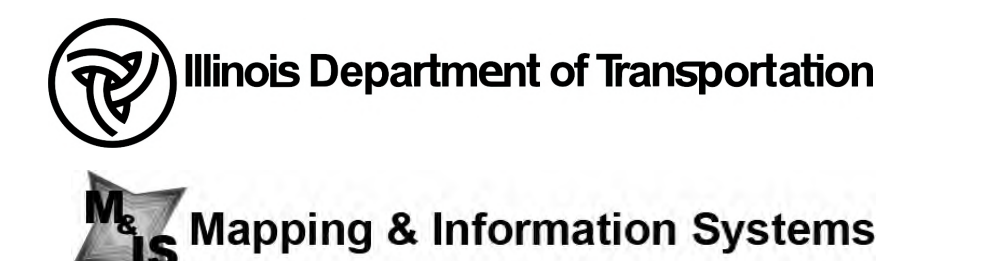 Illinois Department of Transportation
M&IS Mapping & Information Systems